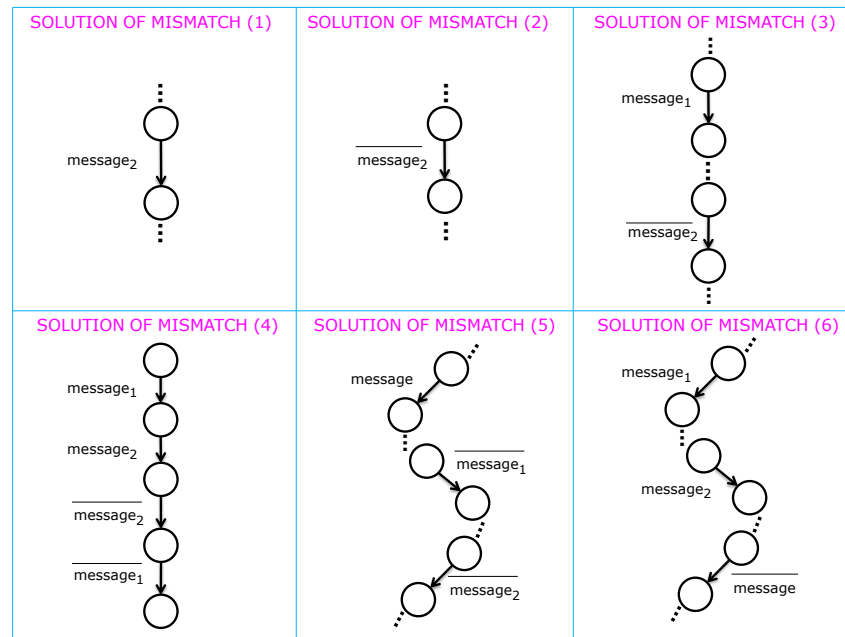 SOLUTION OF MISMATCH (1)
message₂
SOLUTION OF MISMATCH (2)
message₂
SOLUTION OF MISMATCH (3)
message₁
message₂
SOLUTION OF MISMATCH (4)
message₁
message₂
message₂
message₁
SOLUTION OF MISMATCH (5)
message
message₁
message₂
SOLUTION OF MISMATCH (6)
message₁
message₂
message